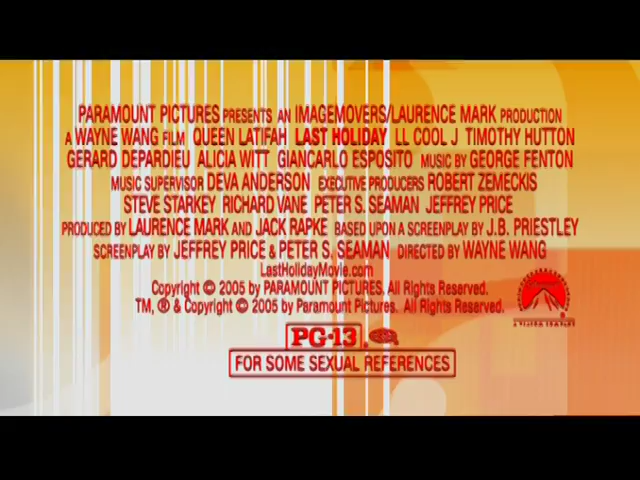 PARAMOUNT PICTURES PRESENTS AN IMAGEMOVERS/LAURENCE MARK PRODUCTION
A WAYNE WANG FILM QUEEN LATIFAH LAST HOLIDAY LL COOL J TIMOTHY HUTTON
GERARD DEPARDIEU ALICIA WITT GIANCARLO ESPOSITO MUSIC BY GEORGE FENTON
MUSIC SUPERVISOR DEVA ANDERSON EXECUTIVE PRODUCERS ROBERT ZEMECKIS
STEVE STARKEY RICHARD VANE PETER S. SEAMAN JEFFREY PRICE
PRODUCED BY LAURENCE MARK AND JACK RAPKE BASED UPON A SCREENPLAY BY J.B. PRIESTLEY
SCREENPLAY BY JEFFREY PRICE & PETER S. SEAMAN DIRECTED BY WAYNE WANG
LastHolidayMovie.com
Copyright © 2005 by PARAMOUNT PICTURES. All Rights Reserved.
TM, ® & Copyright © 2005 by Paramount Pictures. All Rights Reserved.
PG-13
FOR SOME SEXUAL REFERENCES